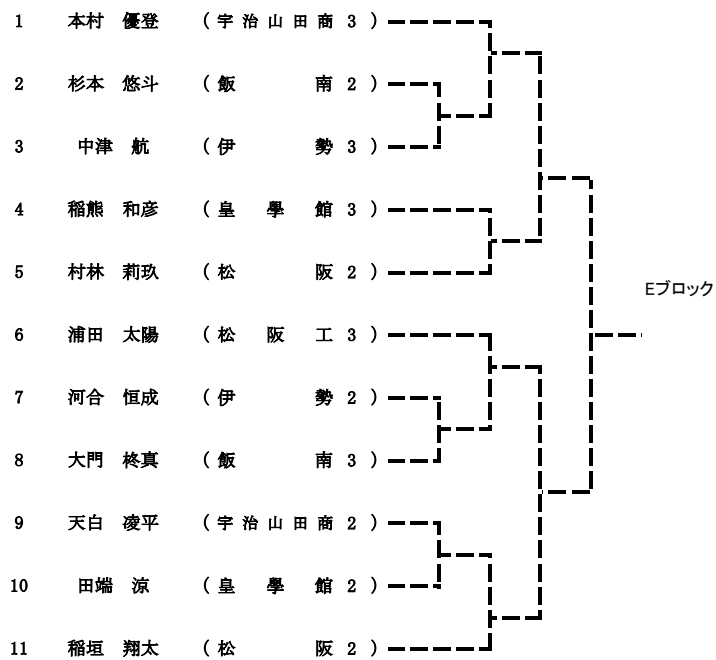 1 本村 優登 (宇治山田商 3)
2 杉本 悠斗 (飯 南 2)
3 中津 航 (伊 勢 3)
4 稲熊 和彦 (皇 學 館 3)
5 村林 莉玖 (松 阪 2)
Eブロック
6 浦田 太陽 (松 阪 工 3)
7 河合 恒成 (伊 勢 2)
8 大門 柊真 (飯 南 3)
9 天白 凌平 (宇治山田商 2)
10 田端 涼 (皇 學 館 2)
11 稲垣 翔太 (松 阪 2)